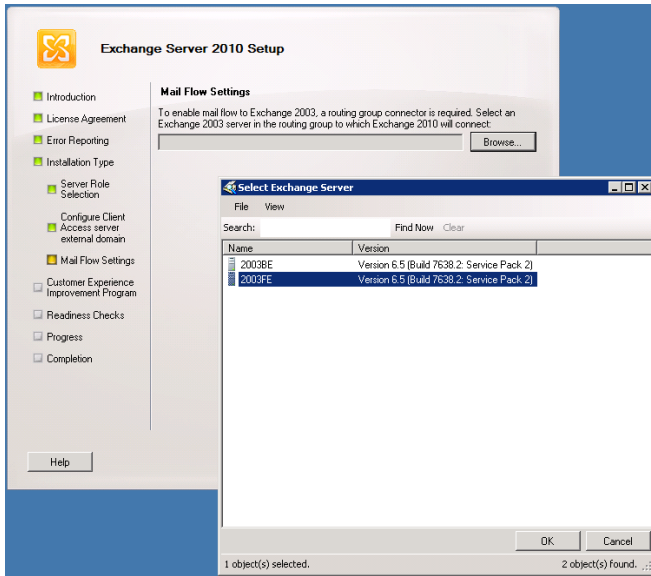 Exchange Server 2010 Setup
Introduction
License Agreement
Error Reporting
Installation Type
Server Role
Selection
Configure Client
Access server
external domain
Mail Flow Settings
Customer Experience
Improvement Program
Readiness Checks
Progress
Completion
Help
Mail Flow Settings
To enable mail flow to Exchange 2003, a routing group connector is required. Select an
Exchange 2003 server in the routing group to which Exchange 2010 will connect:
Browse...
Select Exchange Server
File View
Search: Find Now Clear
Name Version
2003BE Version 6.5 (Build 7638.2: Service Pack 2)
2003FE Version 6.5 (Build 7638.2: Service Pack 2)
OK Cancel
1 object(s) selected. 2 object(s) found.